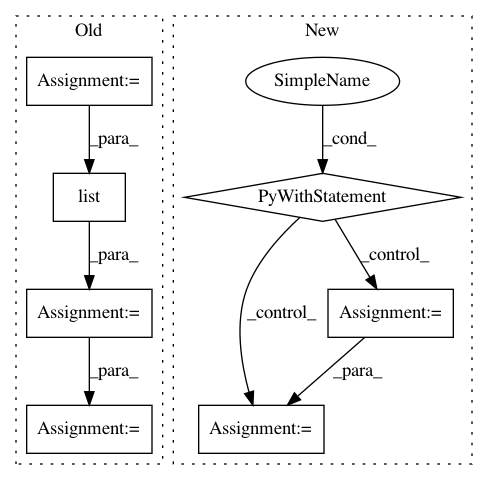 Old
New
Assignment:=
SimpleName
_para_
_cond_
list
PyWithStatement
_para_
_control_
Assignment:=
_control_
Assignment:=
_para_
_para_
Assignment:=
Assignment:=